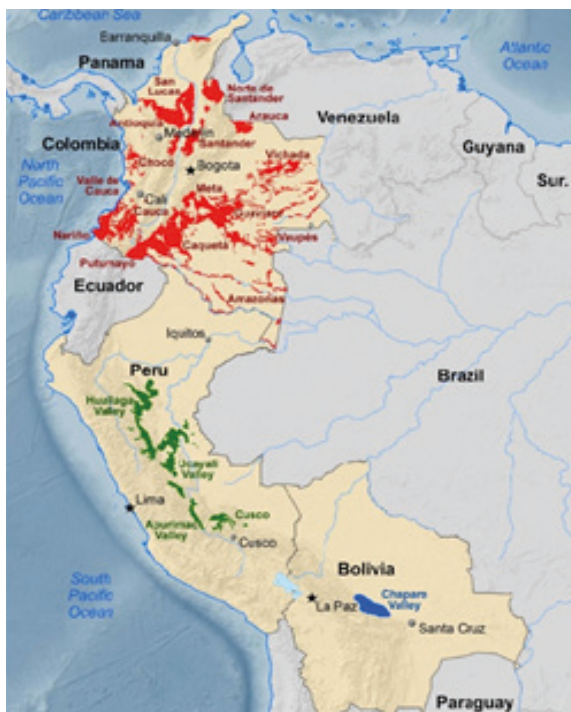 Caribbean Sea
Barranquilla
Panama
Atlantic
Ocean
San
Lucas
Norte de
Santander
Venezuela
Antioquia
Medellin
Arauca
Guyana
Colombia
Santander
Choco
Vichada
North
Pacific
Ocean
Bogota
Sur.
Valle de
Cauca
Meta
Cali
Cauca
Guaviare
Nariño
Vaupés
Caqueta
Putumayo
Ecuador
Amazonas
Iquitos
Peru
Brazil
Huallaga
Valley
Ucayali
Valley
Lima
Cusco
Apurimac
Valley
Cusco
Bolivia
South
Pacific
Ocean
La Paz
Chapare
Valley
Santa Cruz
Paraguay